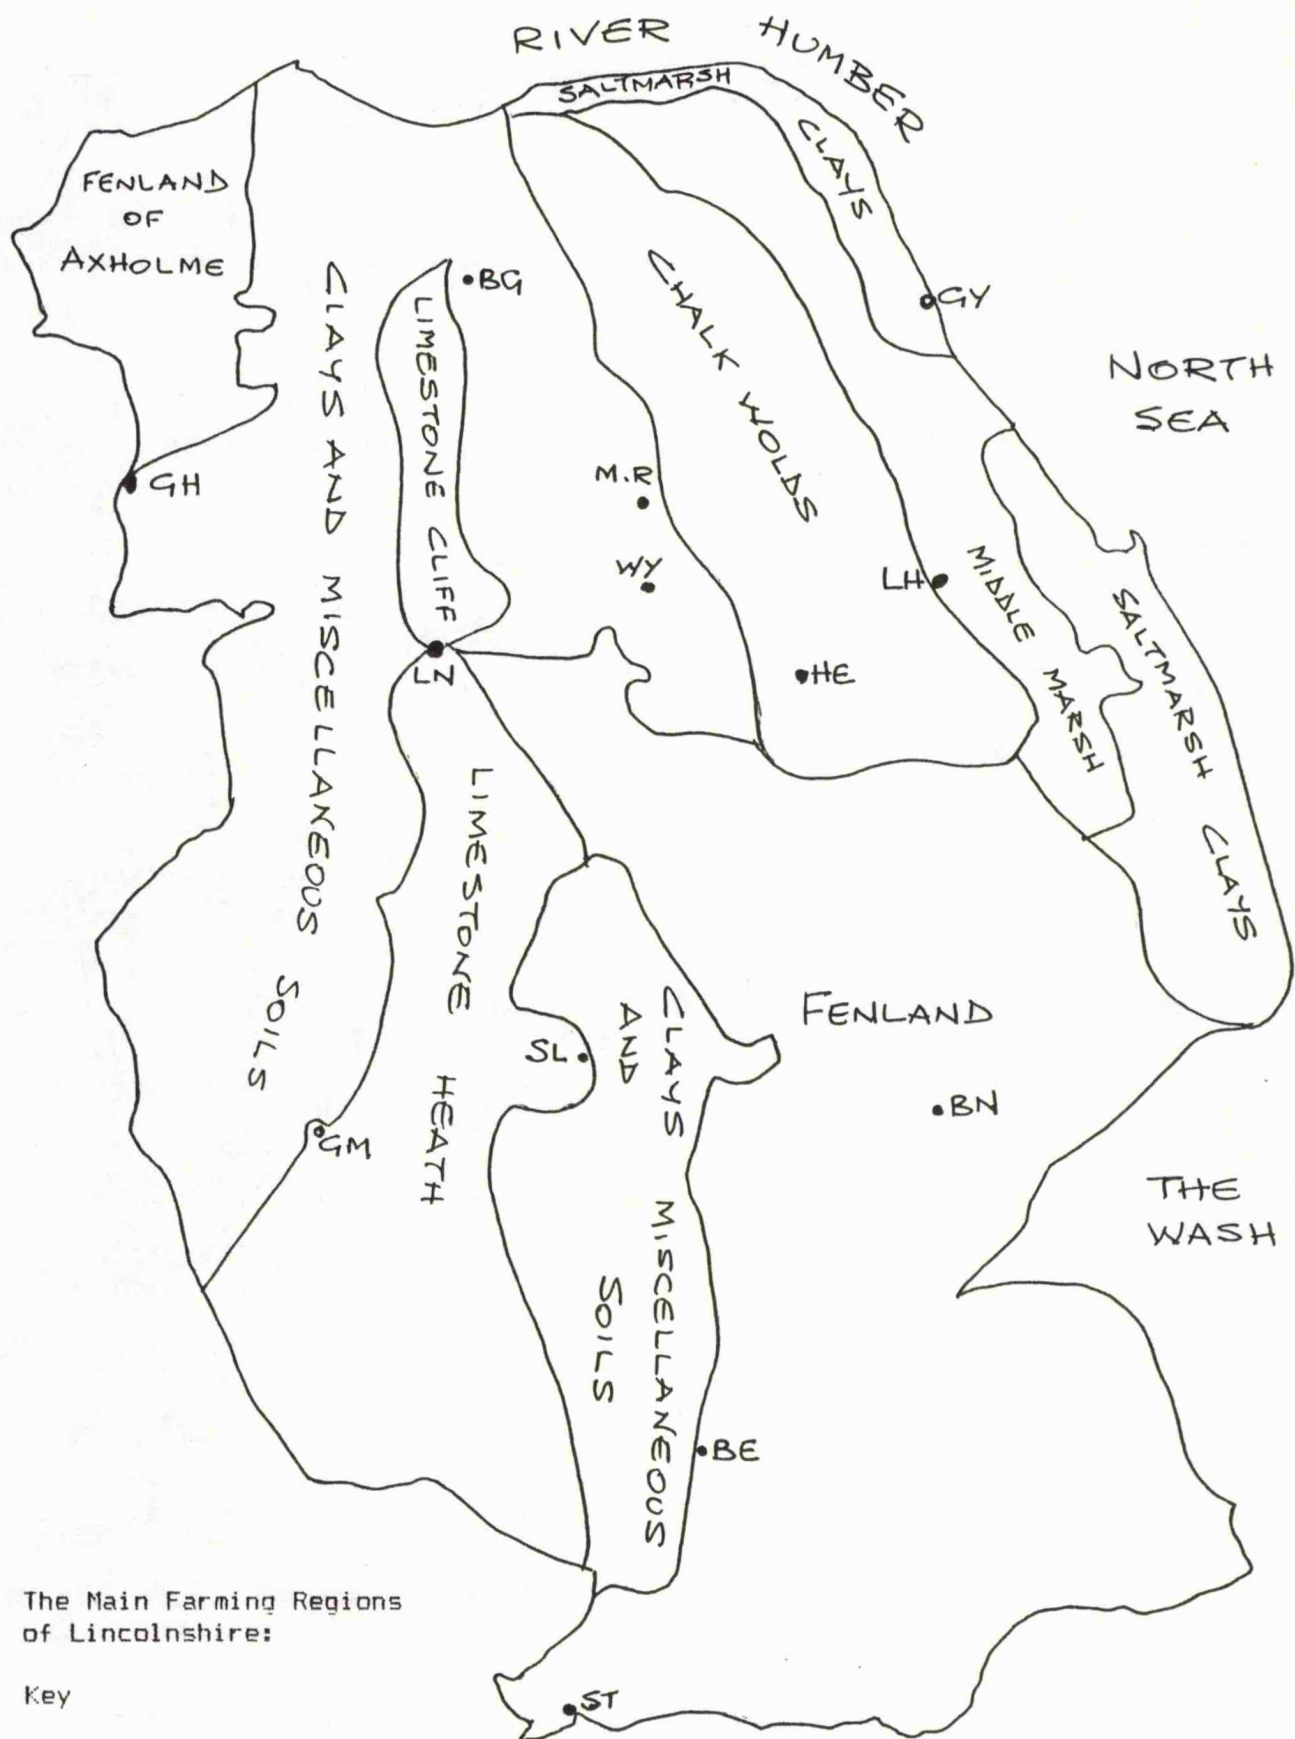 RIVER HUMBER
SALTMARSH CLAYS
FENLAND
OF
AXHOLME
BG
GY
CLAYS AND MISCELLANEOUS SOILS
LIMESTONE CLIFF
CHALK WOLDS
NORTH
SEA
GH
M.R
WY
LH
MIDDLE MARSH
SALTMARSH CLAYS
LN
HE
LIMESTONE HEATH
FENLAND
SL
CLAYS
AND
MISCELLANEOUS
SOILS
BN
GM
THE
WASH
BE
The Main Farming Regions
of Lincolnshire:
Key
ST